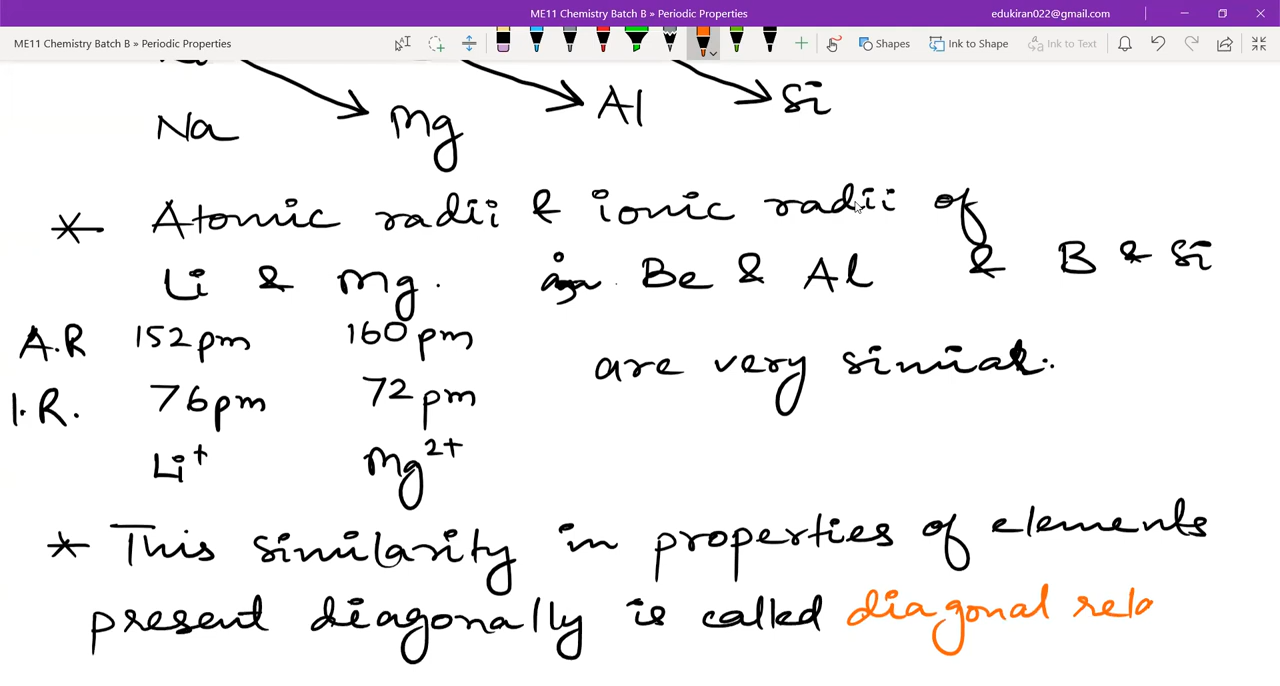 ME11 Chemistry Batch B » Periodic Properties
edukiran022@gmail.com
ME11 Chemistry Batch B » Periodic Properties
Shapes Ink to Shape Ink to Text
Na Mg Al Si
* Atomic radii & ionic radii of
Li & Mg. Be & Al & B & Si
A.R 152pm 160pm
are very similar.
I.R. 76pm 72pm
Li+ Mg2+
* This similarity in properties of elements
present diagonally is called diagonal rela